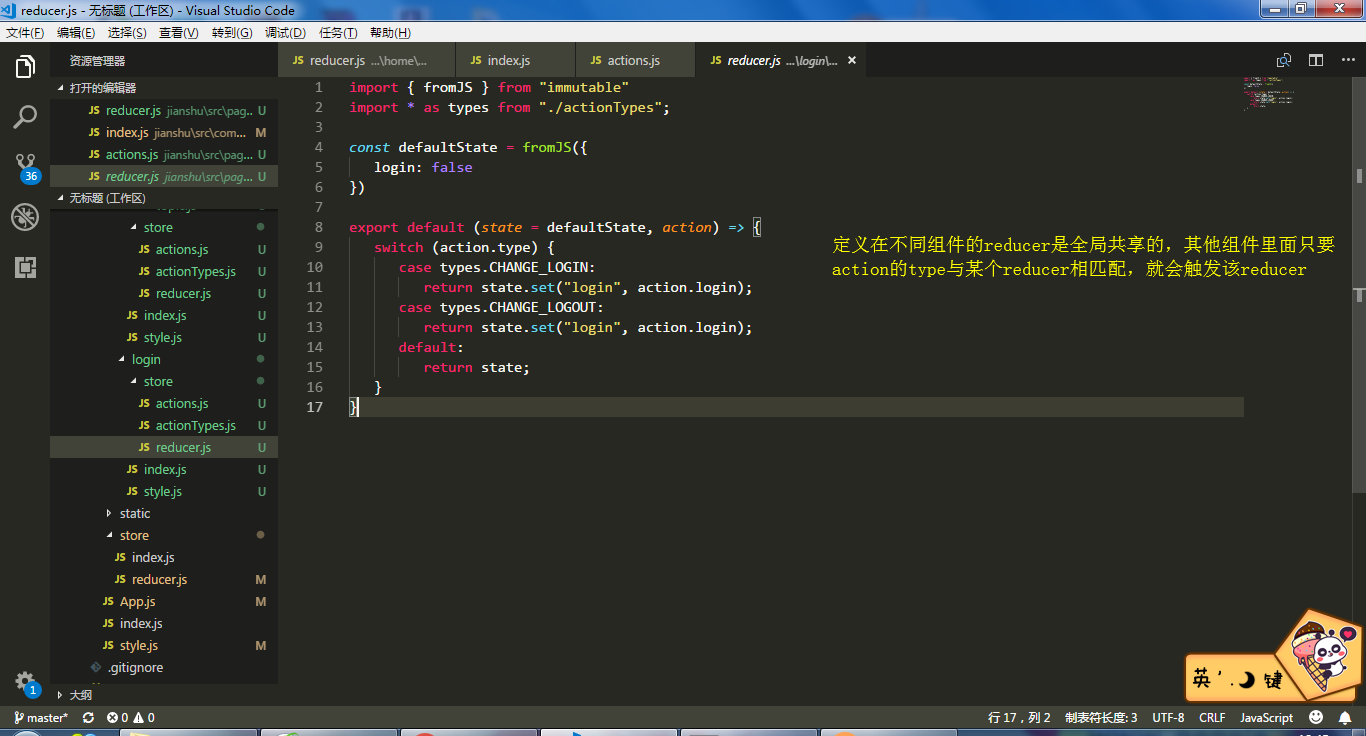 reducer.js - 无标题 (工作区) - Visual Studio Code
文件(F) 编辑(E) 选择(S) 查看(V) 转到(G) 调试(D) 任务(T) 帮助(H)
资源管理器
打开的编辑器
JS reducer.js jianshu\src\pag... U
JS index.js jianshu\src\com... M
JS actions.js jianshu\src\pag... U
JS reducer.js jianshu\src\pag... U
无标题 (工作区)
store
JS actions.js U
JS actionTypes.js U
JS reducer.js U
JS index.js U
JS style.js U
login
store
JS actions.js U
JS actionTypes.js U
JS reducer.js U
JS index.js U
JS style.js U
static
store
JS index.js
JS reducer.js M
JS App.js M
JS index.js
JS style.js M
.gitignore
大纲
36
1
JS reducer.js ...\home\... JS index.js JS actions.js JS reducer.js ...\login\...
1 import { fromJS } from "immutable"
2 import * as types from "./actionTypes";
3
4 const defaultState = fromJS({
5 login: false
6 })
7
8 export default (state = defaultState, action) => {
9 switch (action.type) {
10 case types.CHANGE_LOGIN:
11 return state.set("login", action.login);
12 case types.CHANGE_LOGOUT:
13 return state.set("login", action.login);
14 default:
15 return state;
16 }
17 }
定义在不同组件的reducer是全局共享的，其他组件里面只要
action的type与某个reducer相匹配，就会触发该reducer
英 键
master* 0 0 行 17，列 2 制表符长度: 3 UTF-8 CRLF JavaScript